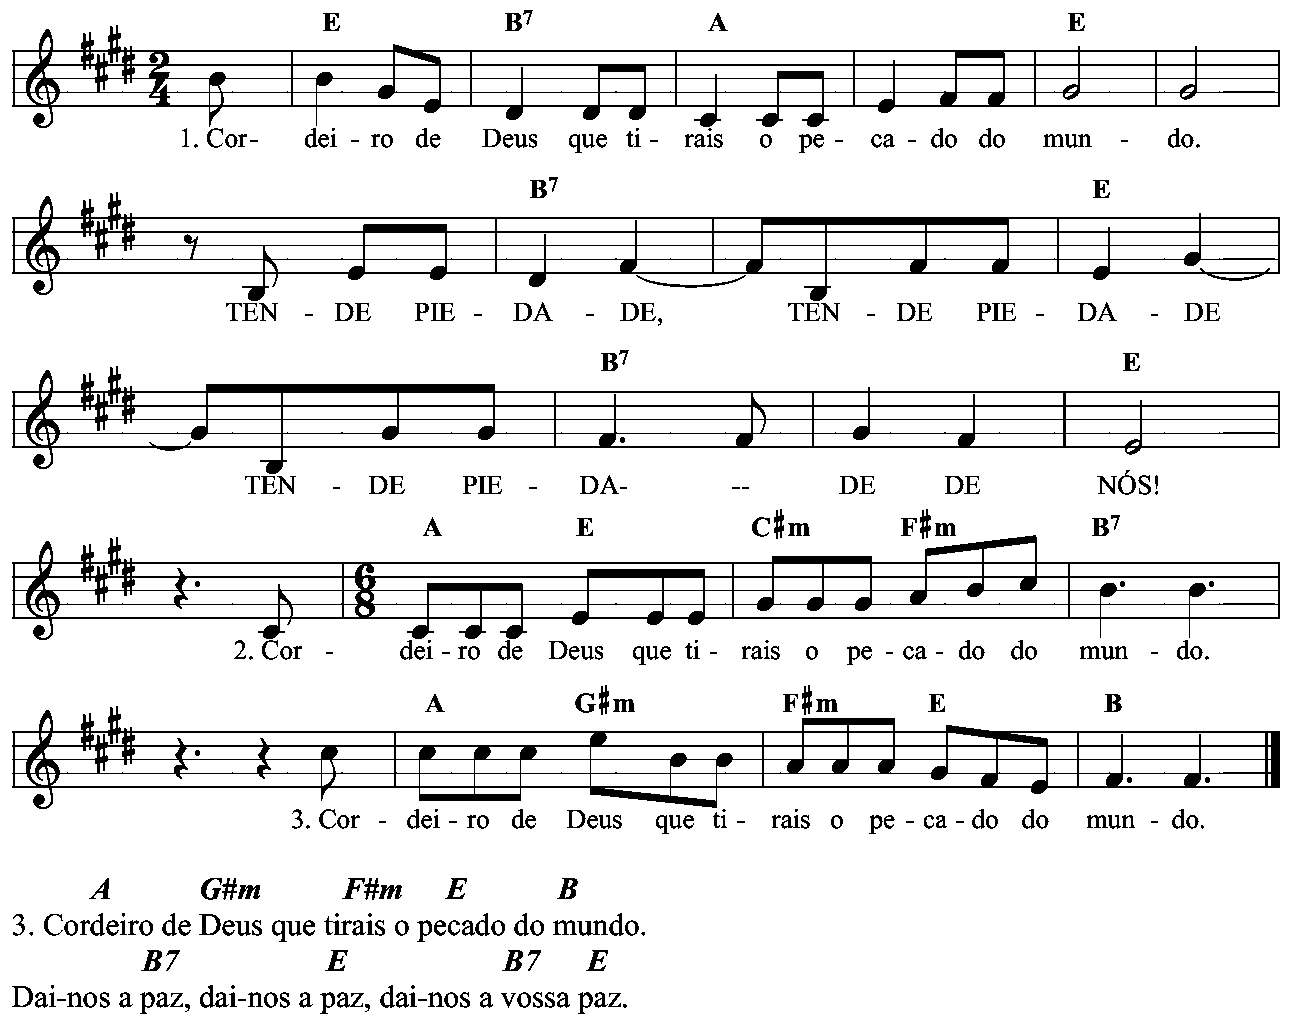 E B7 A E
2 4
1. Cor- dei - ro de Deus que ti - rais o pe - ca - do do mun - do.
B7 E
TEN - DE PIE - DA - DE, TEN - DE PIE - DA - DE
B7 E
TEN - DE PIE - DA- -- DE DE NÓS!
A E C#m F#m B7
6 8
2. Cor - dei - ro de Deus que ti - rais o pe - ca - do do mun - do.
A G#m F#m E B
3. Cor - dei - ro de Deus que ti - rais o pe - ca - do do mun - do.
A G#m F#m E B
3. Cordeiro de Deus que tirais o pecado do mundo.
B7 E B7 E
Dai-nos a paz, dai-nos a paz, dai-nos a vossa paz.